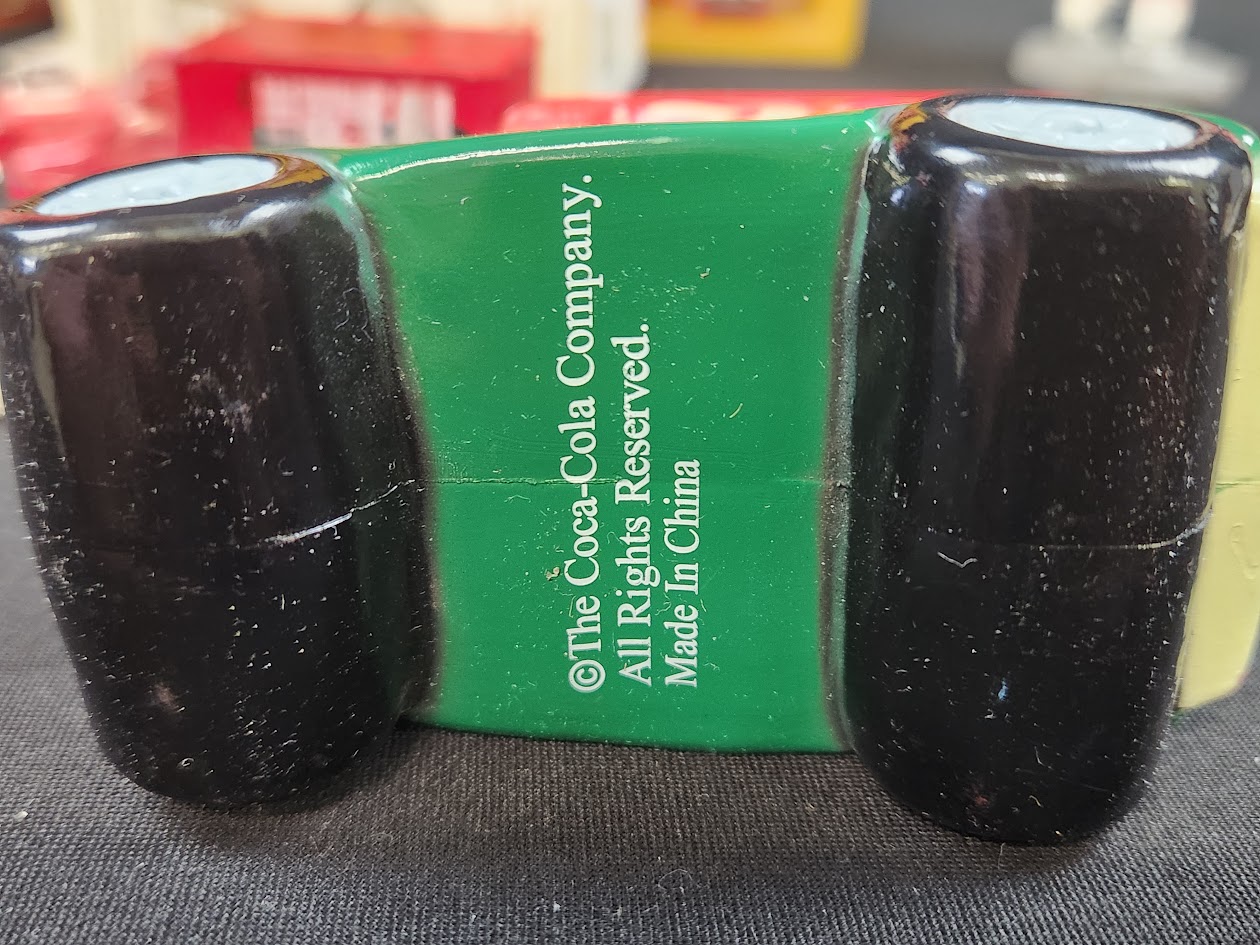 ©The Coca-Cola Company.
All Rights Reserved.
Made In China